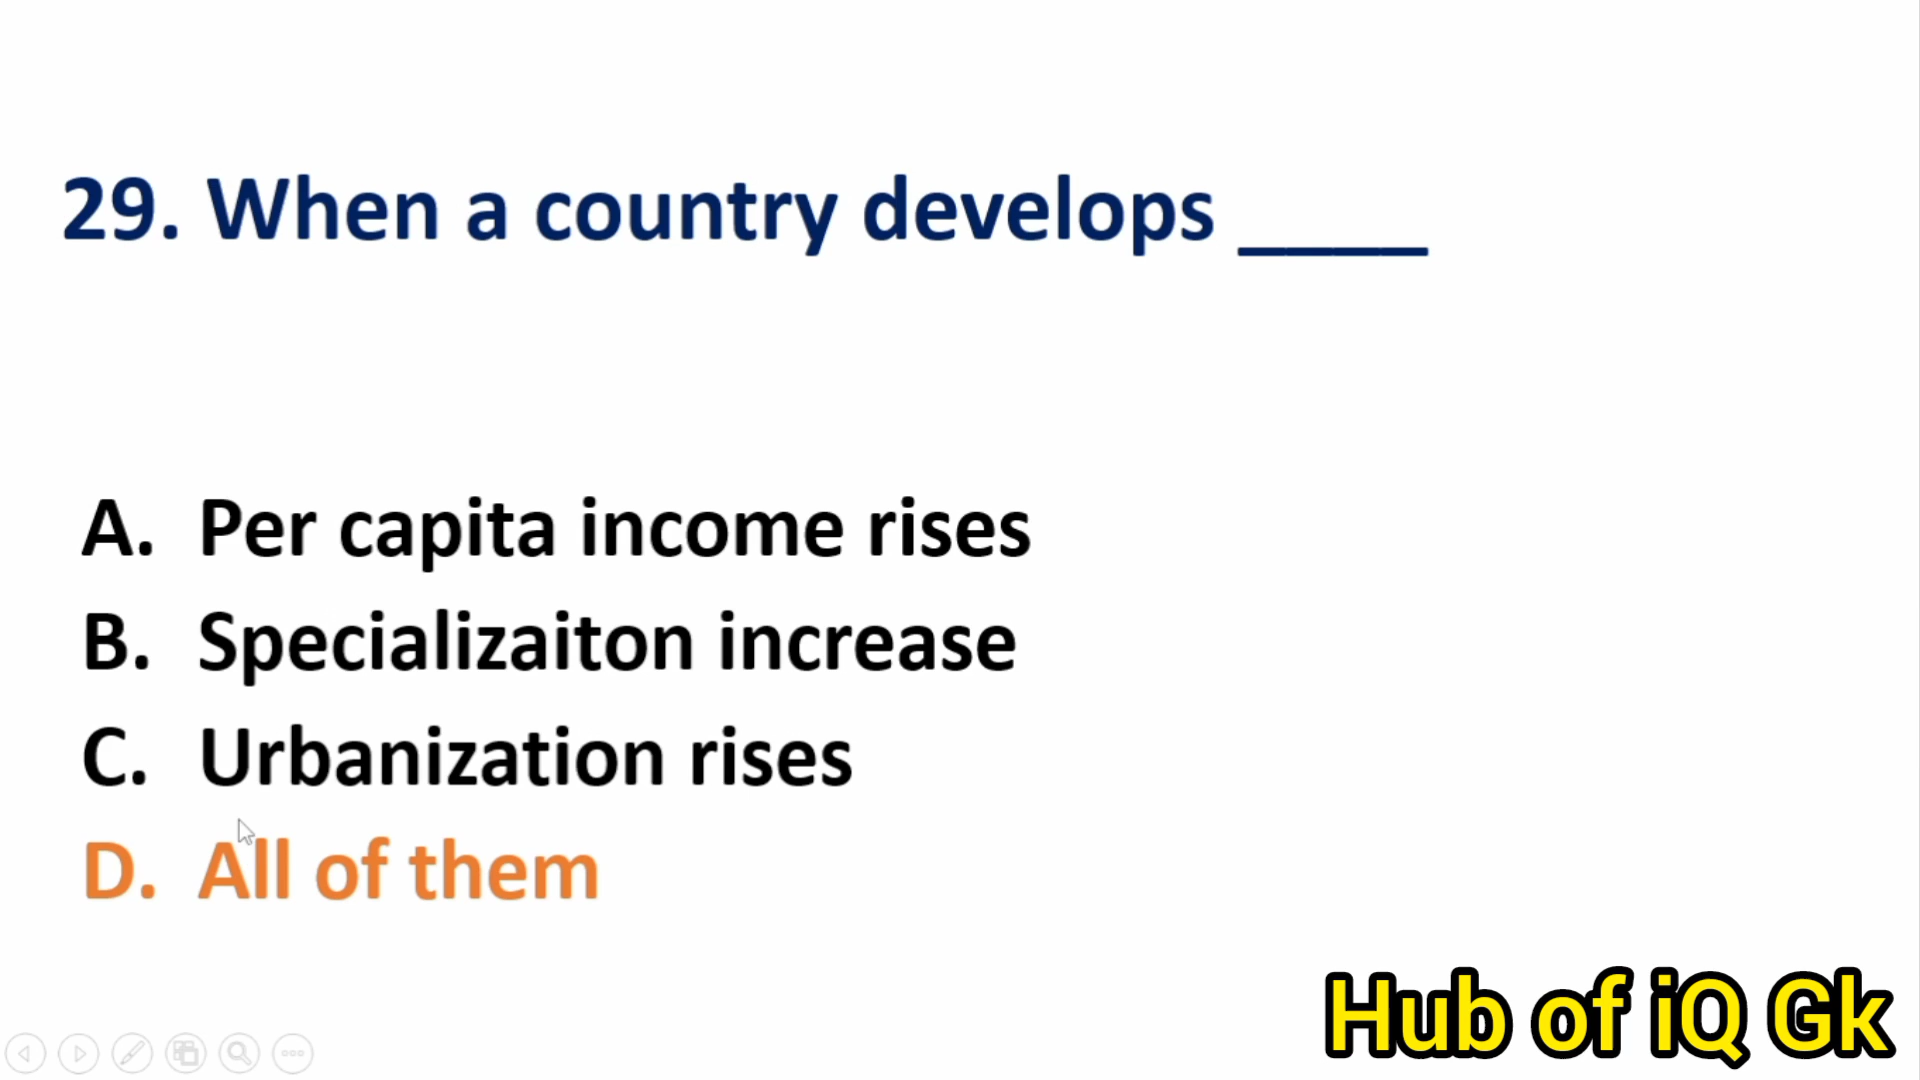 29. When a country develops ____
A. Per capita income rises
B. Specializaiton increase
C. Urbanization rises
D. All of them
Hub of iQ Gk